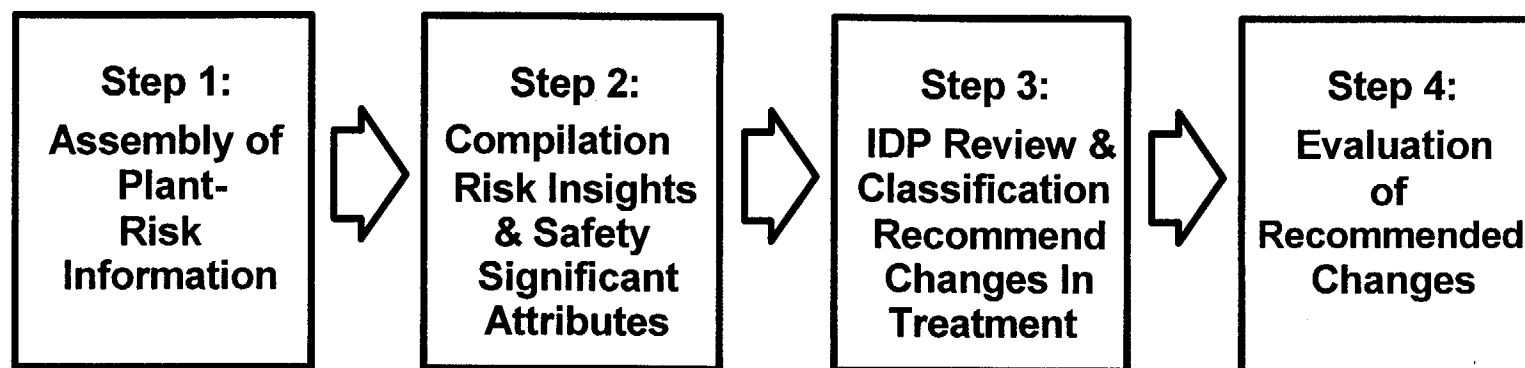 Step 1:
Assembly of
Plant-
Risk
Information
Step 2:
Compilation
Risk Insights
& Safety
Significant
Attributes
Step 3:
IDP Review &
Classification
Recommend
Changes In
Treatment
Step 4:
Evaluation
of
Recommended
Changes